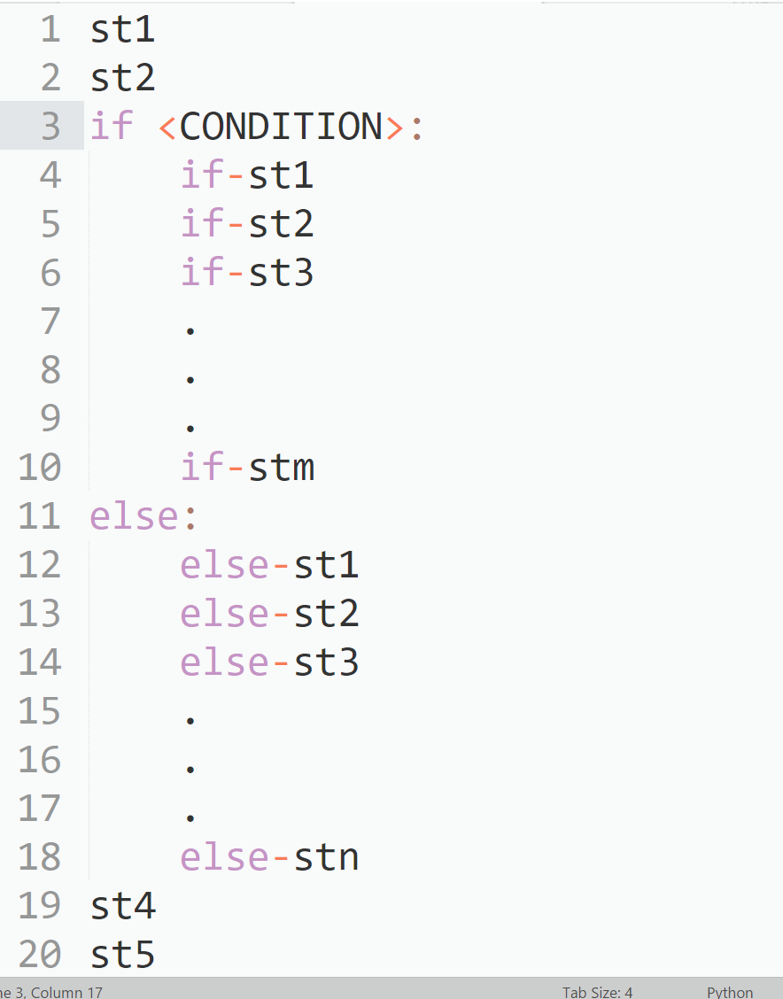 1 st1
2 st2
3 if <CONDITION>:
4 if-st1
5 if-st2
6 if-st3
7 .
8 .
9 .
10 if-stm
11 else:
12 else-st1
13 else-st2
14 else-st3
15 .
16 .
17 .
18 else-stn
19 st4
20 st5
ne 3, Column 17 Tab Size: 4 Python